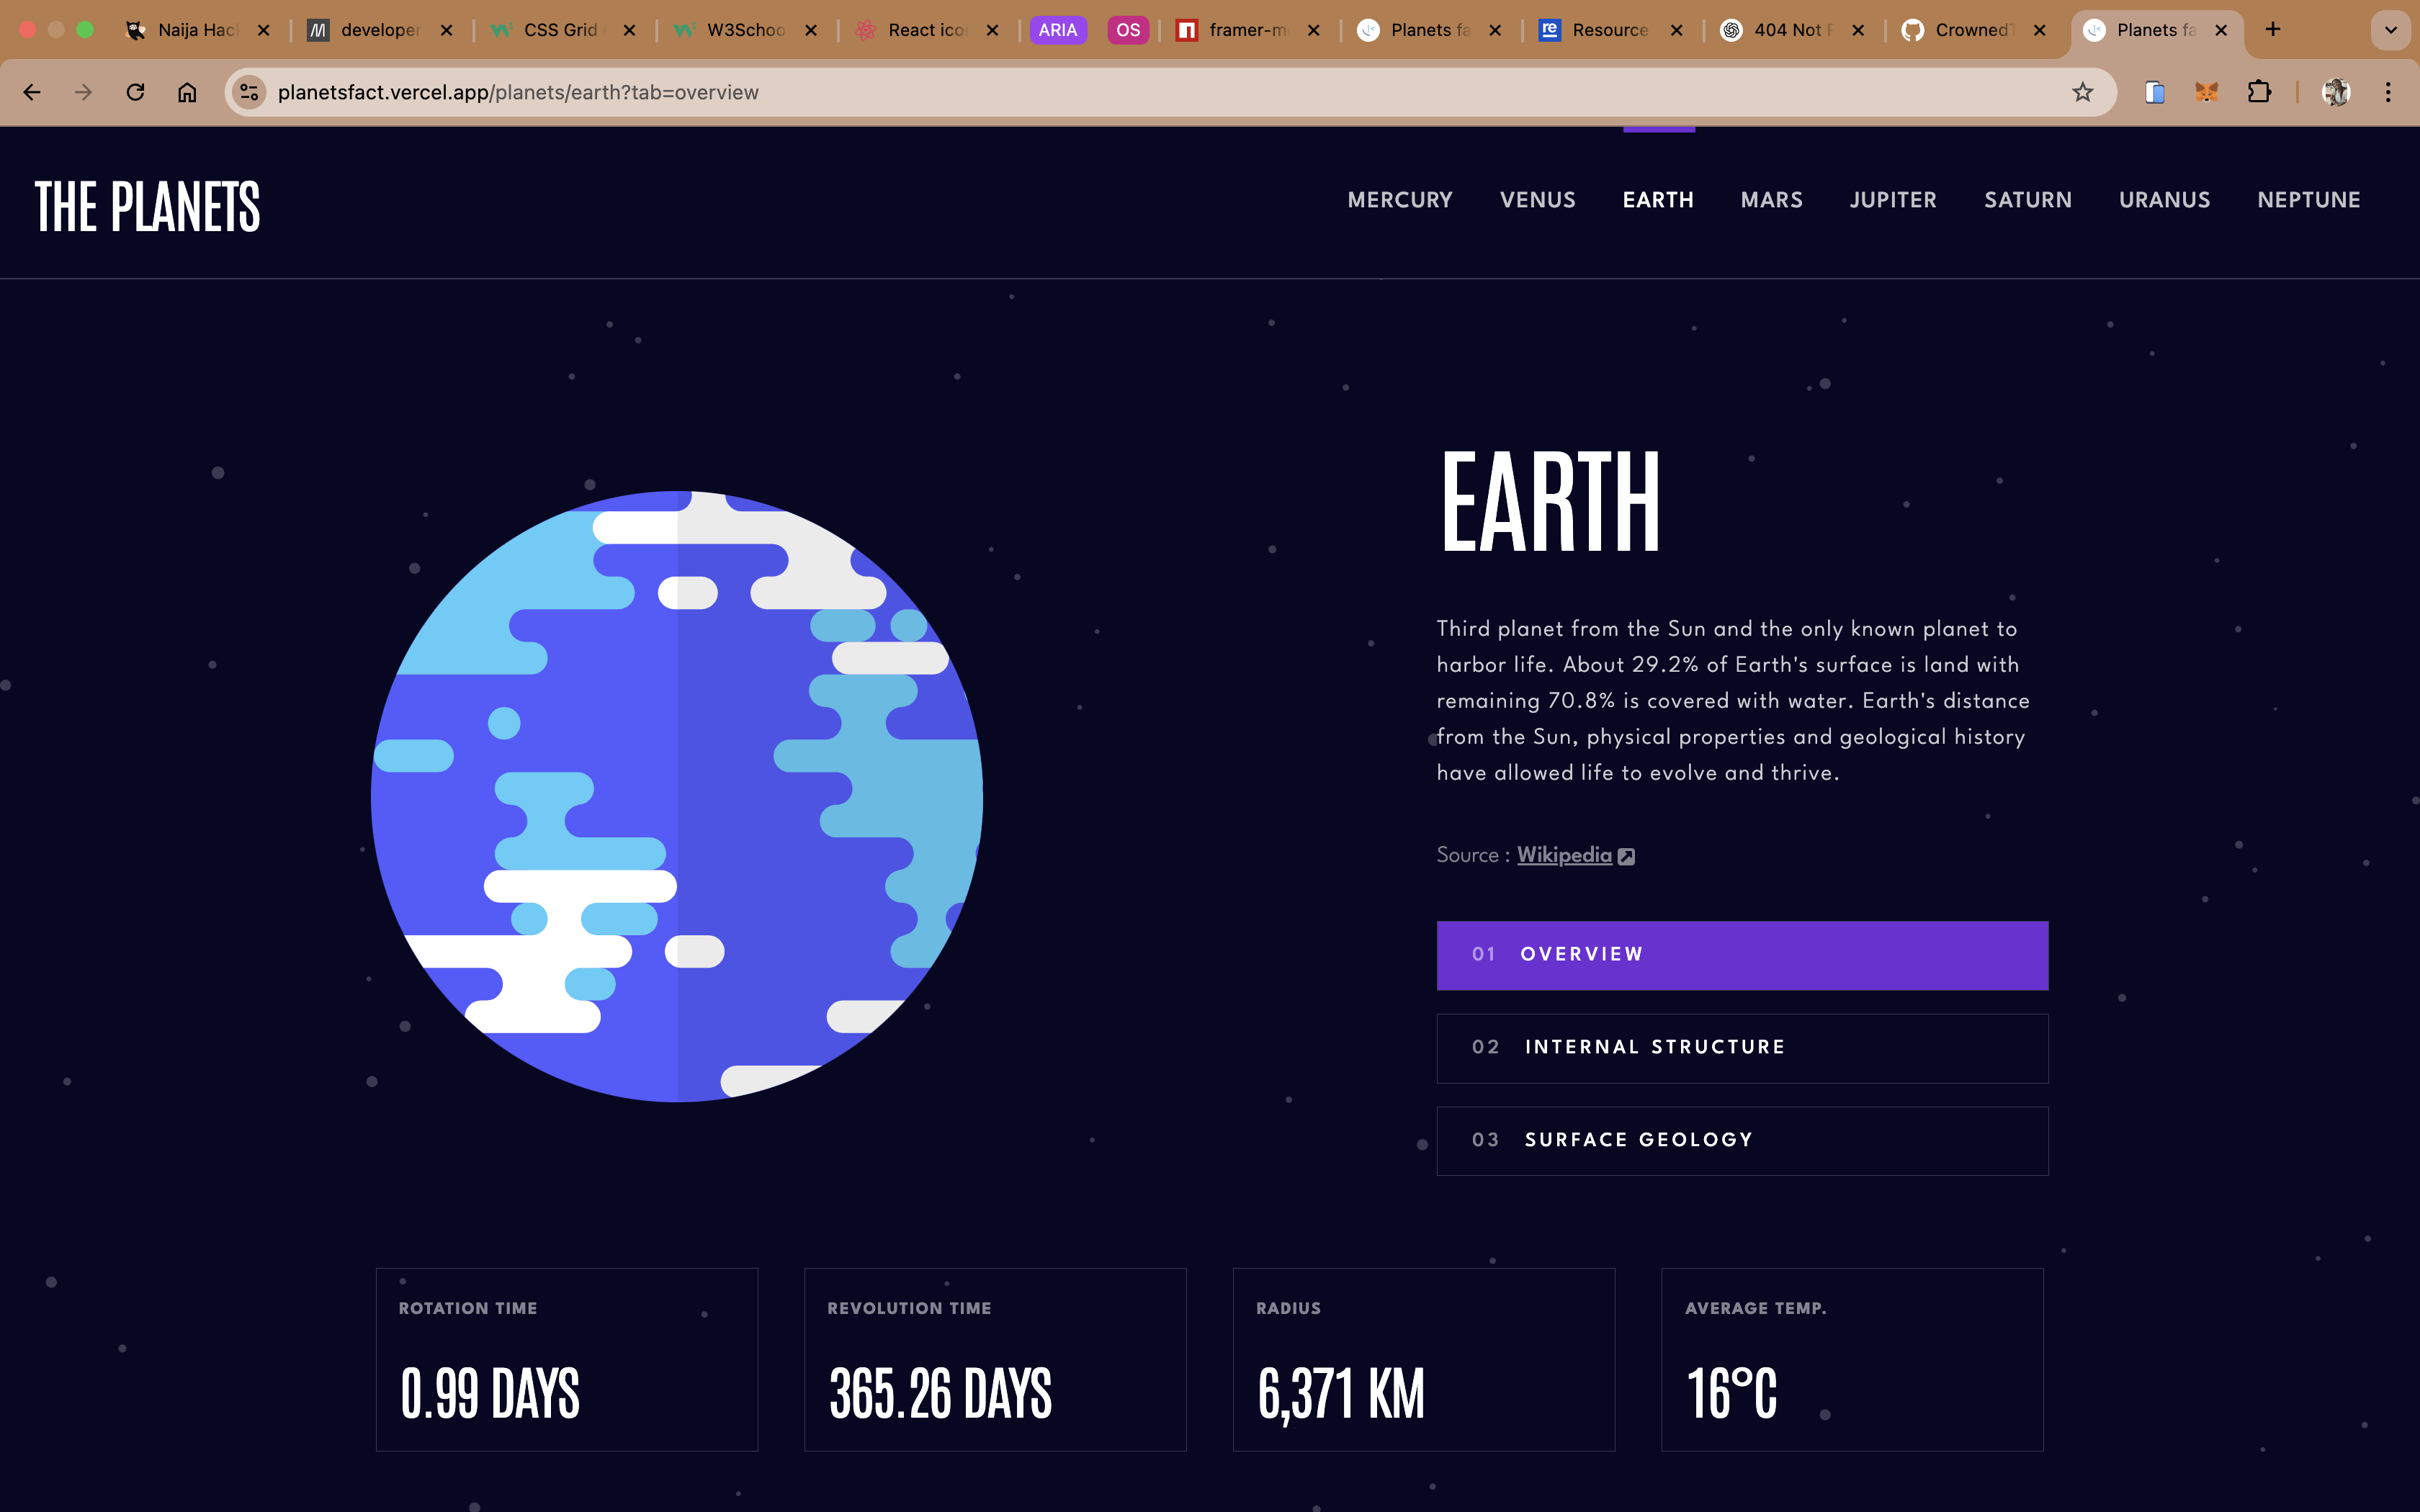 Naija Hac
developer
CSS Grid
W3Schoo
React ico
ARIA
OS
framer-m
Planets fa
Resource
404 Not F
CrownedT
Planets fa
planetsfact.vercel.app/planets/earth?tab=overview
THE PLANETS
MERCURY VENUS EARTH MARS JUPITER SATURN URANUS NEPTUNE
EARTH
Third planet from the Sun and the only known planet to
harbor life. About 29.2% of Earth's surface is land with
remaining 70.8% is covered with water. Earth's distance
from the Sun, physical properties and geological history
have allowed life to evolve and thrive.
Source : Wikipedia
01 OVERVIEW
02 INTERNAL STRUCTURE
03 SURFACE GEOLOGY
ROTATION TIME
0.99 DAYS
REVOLUTION TIME
365.26 DAYS
RADIUS
6,371 KM
AVERAGE TEMP.
16°C